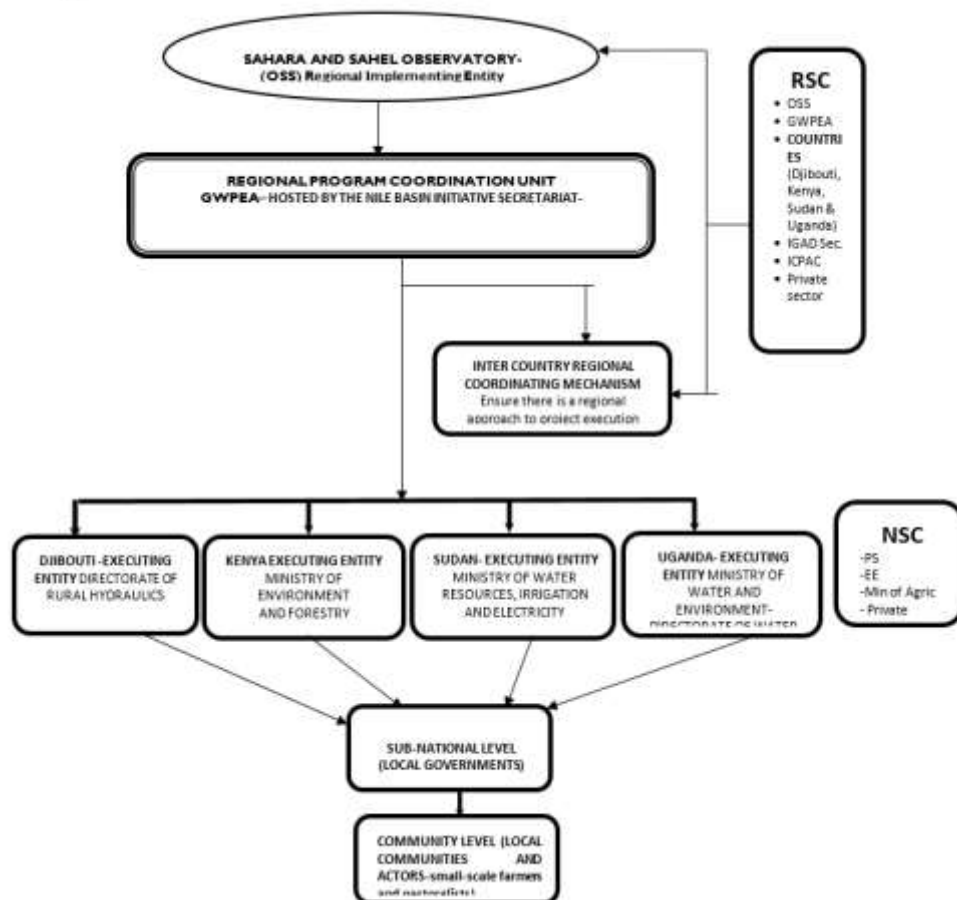 SAHARA AND SAHEL OBSERVATORY-
(OSS) Regional Implementing Entity
RSC
• OSS
• GWPEA
• COUNTRI
ES
(Djibouti,
Kenya,
Sudan &
Uganda)
• IGAD Sec.
• ICPAC
• Private
sector
REGIONAL PROGRAM COORDINATION UNIT
GWPEA- HOSTED BY THE NILE BASIN INITIATIVE SECRETARIAT-
INTER COUNTRY REGIONAL
COORDINATING MECHANISM
Ensure there is a regional
approach to project execution
DJIBOUTI -EXECUTING
ENTITY DIRECTORATE OF
RURAL HYDRAULICS
KENYA EXECUTING ENTITY
MINISTRY OF
ENVIRONMENT
AND FORESTRY
SUDAN- EXECUTING ENTITY
MINISTRY OF WATER
RESOURCES, IRRIGATION
AND ELECTRICITY
UGANDA- EXECUTING
ENTITY MINISTRY OF
WATER AND
ENVIRONMENT-
DIRECTORATE OF WATER
NSC
-PS
-EE
-Min of Agric
- Private
SUB-NATIONAL LEVEL
(LOCAL GOVERNMENTS)
COMMUNITY LEVEL (LOCAL
COMMUNITIES AND
ACTORS-small-scale farmers
and pastoralists)